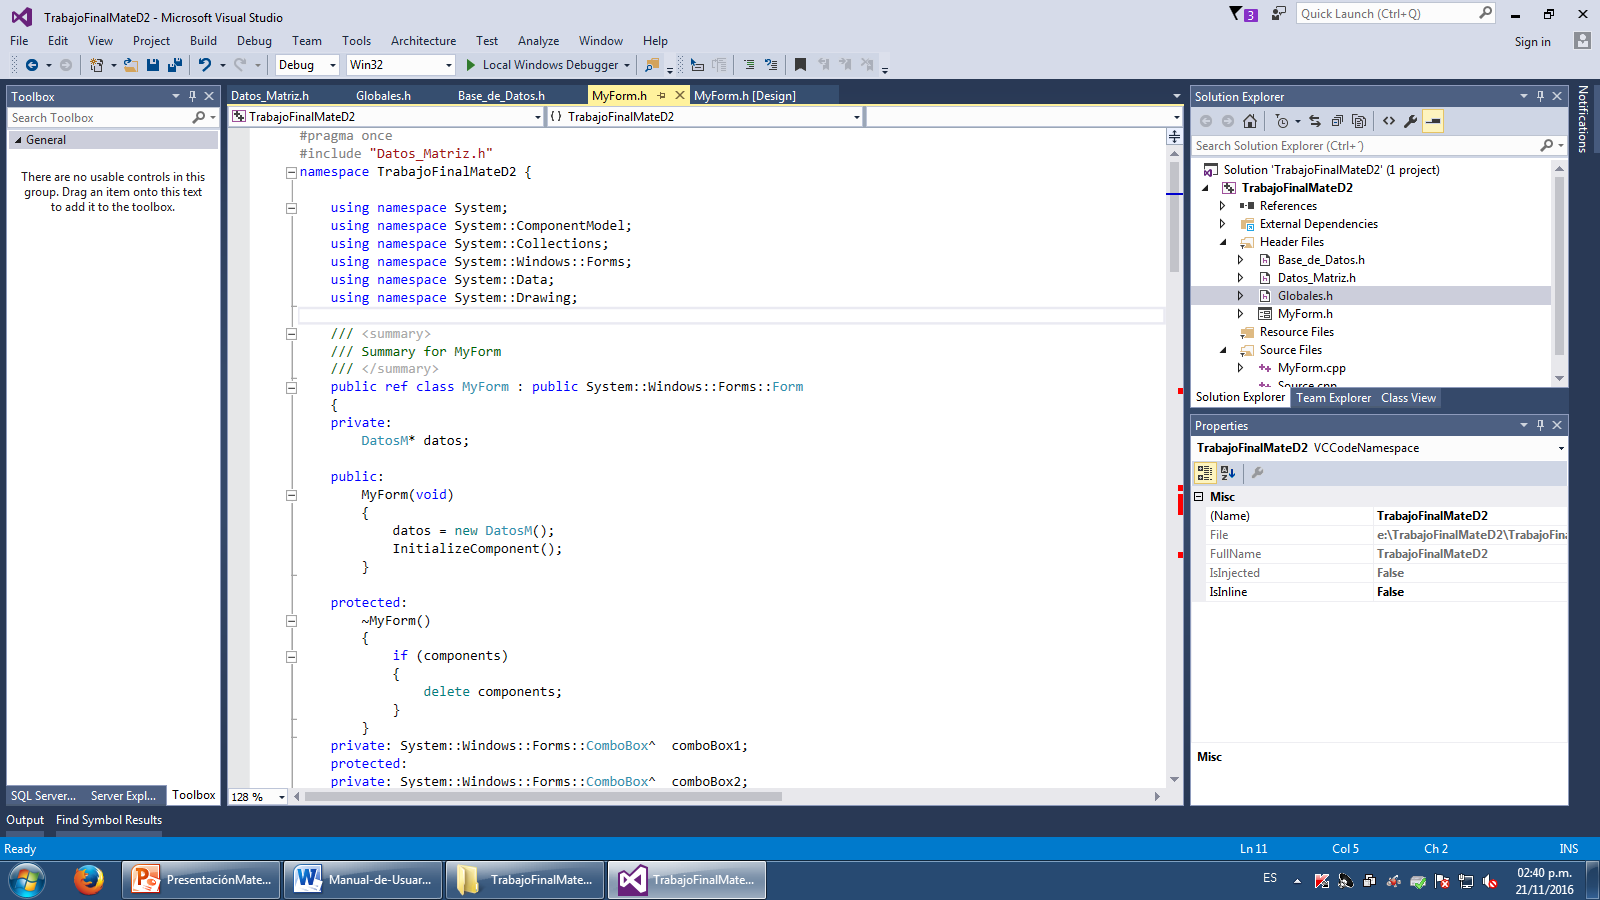 TrabajoFinalMateD2 - Microsoft Visual Studio
3
Quick Launch (Ctrl+Q)
File Edit View Project Build Debug Team Tools Architecture Test Analyze Window Help
Sign in
Debug Win32 Local Windows Debugger
Toolbox
Search Toolbox
General
There are no usable controls in this
group. Drag an item onto this text
to add it to the toolbox.
SQL Server... Server Expl... Toolbox
Datos_Matriz.h Globales.h Base_de_Datos.h MyForm.h MyForm.h [Design]
TrabajoFinalMateD2 { } TrabajoFinalMateD2
#pragma once
#include "Datos_Matriz.h"
namespace TrabajoFinalMateD2 {
using namespace System;
using namespace System::ComponentModel;
using namespace System::Collections;
using namespace System::Windows::Forms;
using namespace System::Data;
using namespace System::Drawing;
/// <summary>
/// Summary for MyForm
/// </summary>
public ref class MyForm : public System::Windows::Forms::Form
{
private:
DatosM* datos;
public:
MyForm(void)
{
datos = new DatosM();
InitializeComponent();
}
protected:
~MyForm()
{
if (components)
{
delete components;
}
}
private: System::Windows::Forms::ComboBox^  comboBox1;
protected:
private: System::Windows::Forms::ComboBox^  comboBox2;
128 %
Solution Explorer
Search Solution Explorer (Ctrl+´)
Solution 'TrabajoFinalMateD2' (1 project)
TrabajoFinalMateD2
References
External Dependencies
Header Files
Base_de_Datos.h
Datos_Matriz.h
Globales.h
MyForm.h
Resource Files
Source Files
MyForm.cpp
Source.cpp
Solution Explorer Team Explorer Class View
Notifications
Properties
TrabajoFinalMateD2 VCCodeNamespace
Misc
(Name) TrabajoFinalMateD2
File e:\TrabajoFinalMateD2\TrabajoFina
FullName TrabajoFinalMateD2
IsInjected False
IsInline False
Misc
Output Find Symbol Results
Ready Ln 11 Col 5 Ch 2 INS
PresentaciónMate... Manual-de-Usuar... TrabajoFinalMate... TrabajoFinalMate...
ES
02:40 p.m.
21/11/2016